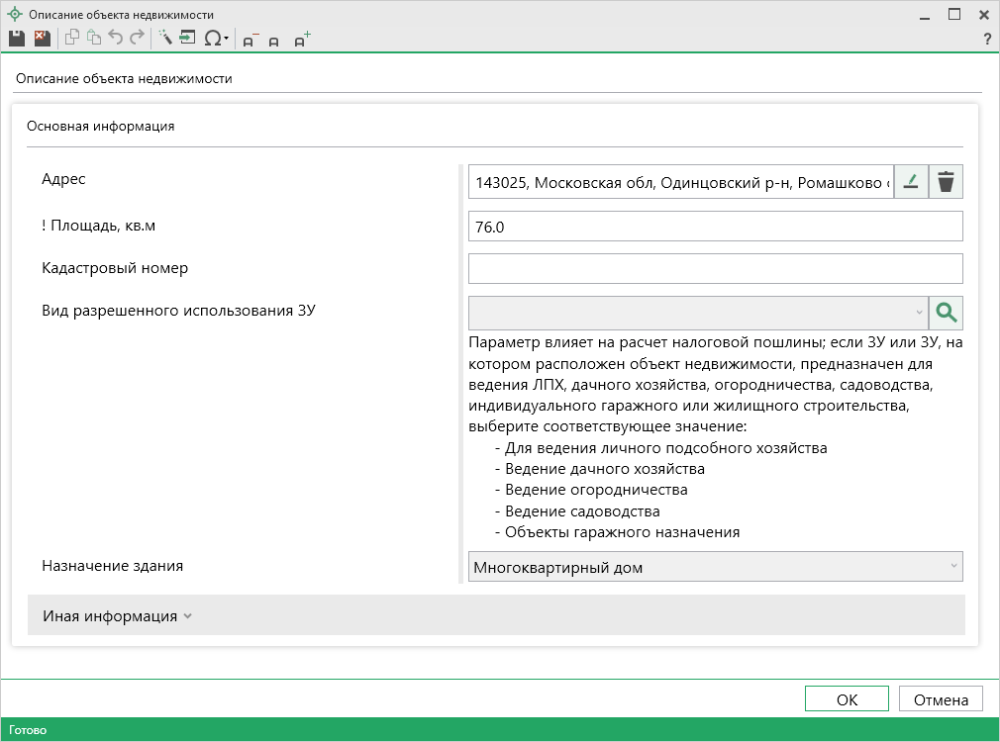 Описание объекта недвижимости
?
Описание объекта недвижимости
Основная информация
Адрес
143025, Московская обл, Одинцовский р-н, Ромашково
! Площадь, кв.м
76.0
Кадастровый номер
Вид разрешенного использования ЗУ
Параметр влияет на расчет налоговой пошлины; если ЗУ или ЗУ, на
котором расположен объект недвижимости, предназначен для
ведения ЛПХ, дачного хозяйства, огородничества, садоводства,
индивидуального гаражного или жилищного строительства,
выберите соответствующее значение:
- Для ведения личного подсобного хозяйства
- Ведение дачного хозяйства
- Ведение огородничества
- Ведение садоводства
- Объекты гаражного назначения
Назначение здания
Многоквартирный дом
Иная информация
ОК
Отмена
Готово